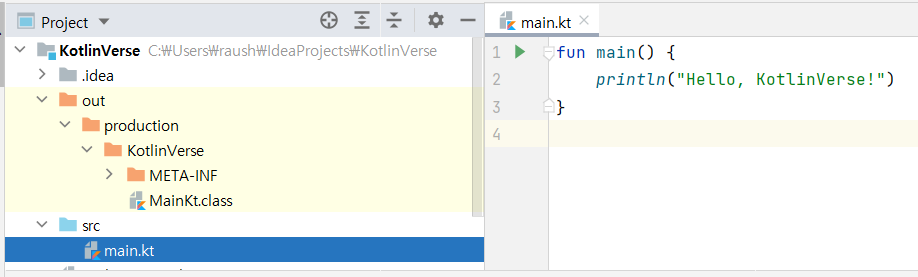 Project
KotlinVerse C:₩Users₩raush₩IdeaProjects₩KotlinVerse
.idea
out
production
KotlinVerse
META-INF
MainKt.class
src
main.kt
main.kt
1 fun main() {
2 println("Hello, KotlinVerse!")
3 }
4